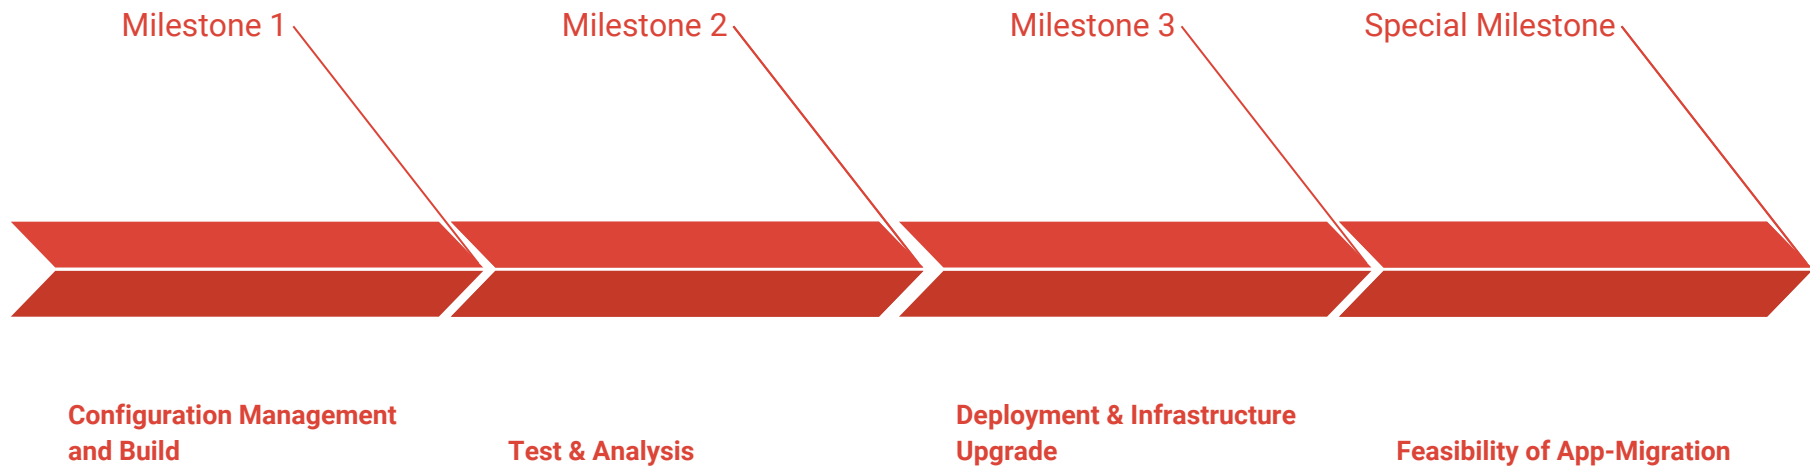 Milestone 1
Milestone 2
Milestone 3
Special Milestone
Configuration Management
and Build
Test & Analysis
Deployment & Infrastructure
Upgrade
Feasibility of App-Migration